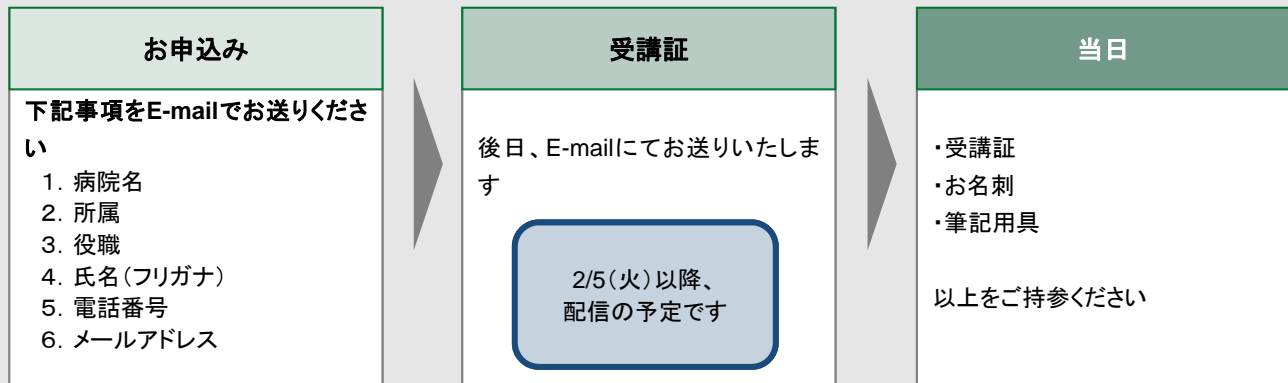 お申込み
下記事項をE-mailでお送りくださ
い
1．病院名
２．所属
３．役職
４．氏名（フリガナ）
５．電話番号
６．メールアドレス
受講証
後日、E-mailにてお送りいたしま
す
2/5（火）以降、
配信の予定です
当日
・受講証
・お名刺
・筆記用具
以上をご持参ください